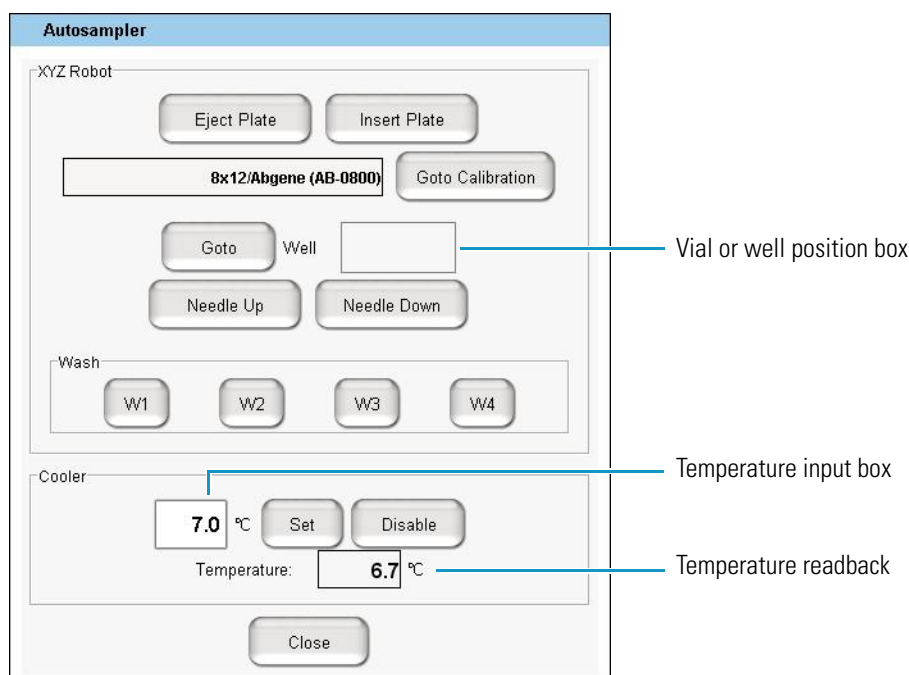 Autosampler
XYZ Robot
Eject Plate Insert Plate
8x12/Abgene (AB-0800) Goto Calibration
Goto Well Vial or well position box
Needle Up Needle Down
Wash
W1 W2 W3 W4
Temperature input box
Cooler
7.0 °C Set Disable
Temperature: 6.7 °C Temperature readback
Close